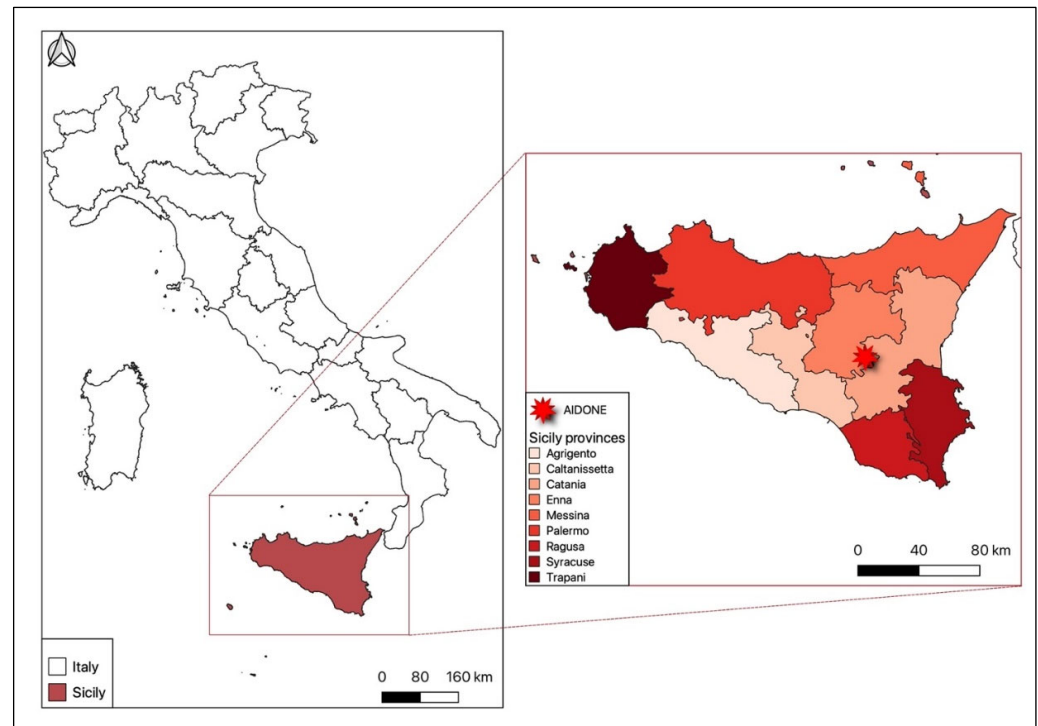 Italy
Sicily
0 80 160 km
AIDONE
Sicily provinces
Agrigento
Caltanissetta
Catania
Enna
Messina
Palermo
Ragusa
Syracuse
Trapani
0 40 80 km